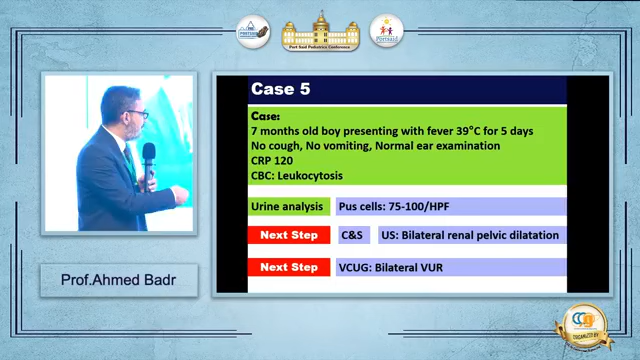 Port Said Pediatrics Conference
Case 5
Case:
7 months old boy presenting with fever 39°C for 5 days
No cough, No vomiting, Normal ear examination
CRP 120
CBC: Leukocytosis
Urine analysis
Pus cells: 75-100/HPF
Next Step
C&S
US: Bilateral renal pelvic dilatation
Next Step
VCUG: Bilateral VUR
Prof.Ahmed Badr
ORGANIZED BY